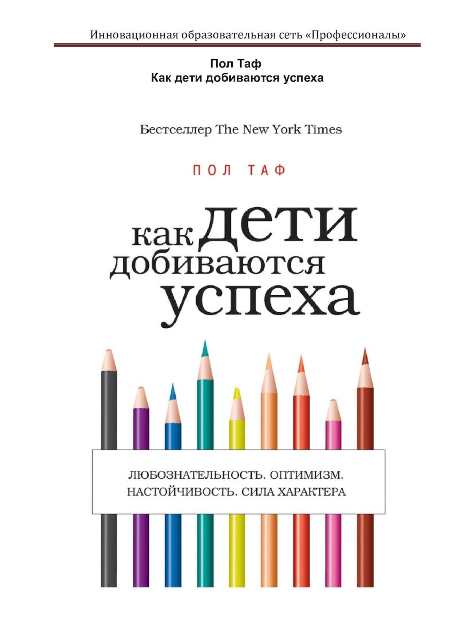 Инновационная образовательная сеть «Профессионалы»
Пол Таф
Как дети добиваются успеха
Бестселлер The New York Times
ПОЛ ТАФ
как дети
добиваются
успеха
ЛЮБОЗНАТЕЛЬНОСТЬ. ОПТИМИЗМ.
НАСТОЙЧИВОСТЬ. СИЛА ХАРАКТЕРА